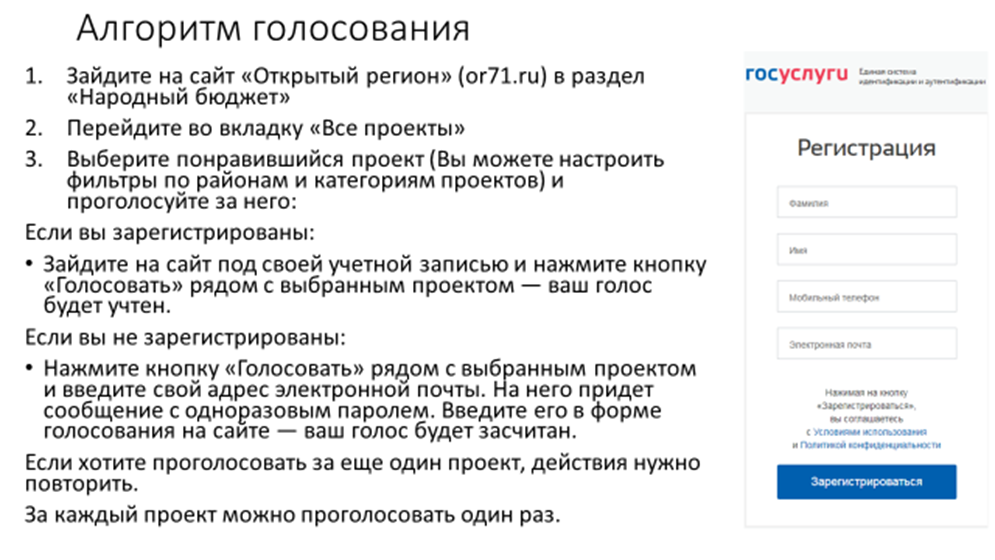 Алгоритм голосования
1. Зайдите на сайт «Открытый регион» (or71.ru) в раздел
«Народный бюджет»
2. Перейдите во вкладку «Все проекты»
3. Выберите понравившийся проект (Вы можете настроить
фильтры по районам и категориям проектов) и
проголосуйте за него:
Если вы зарегистрированы:
• Зайдите на сайт под своей учетной записью и нажмите кнопку
«Голосовать» рядом с выбранным проектом — ваш голос
будет учтен.
Если вы не зарегистрированы:
• Нажмите кнопку «Голосовать» рядом с выбранным проектом
и введите свой адрес электронной почты. На него придет
сообщение с одноразовым паролем. Введите его в форме
голосования на сайте — ваш голос будет засчитан.
Если хотите проголосовать за еще один проект, действия нужно
повторить.
За каждый проект можно проголосовать один раз.
госуслуги
Единая система
идентификации и аутентификации
Регистрация
Фамилия
Имя
Мобильный телефон
Электронная почта
Нажимая на кнопку
«Зарегистрироваться»,
вы соглашаетесь
с Условиями использования
и Политикой конфиденциальности
Зарегистрироваться